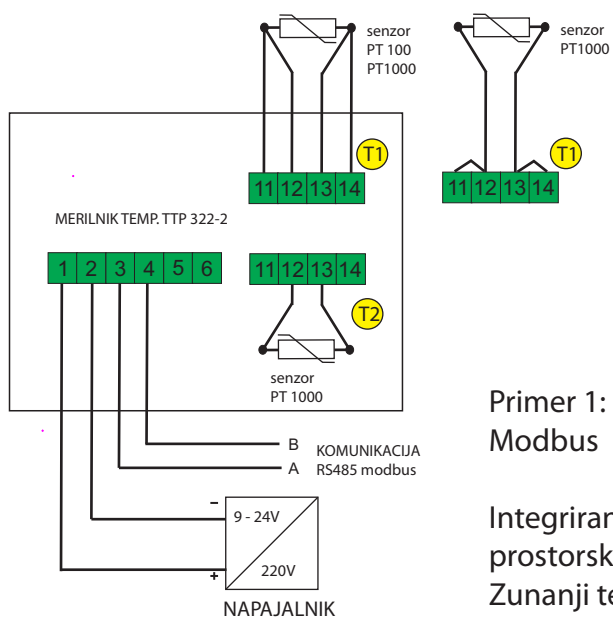 senzor
PT 100
PT1000
senzor
PT1000
T1
T1
11 12 13 14
11 12 13 14
MERILNIK TEMP. TTP 322-2
1 2 3 4 5 6
11 12 13 14
T2
senzor
PT 1000
Primer 1:
Modbus
B
KOMUNIKACIJA
A
RS485 modbus
Integriran
prostorsk
Zunanji te
-
9 - 24V
+
220V
NAPAJALNIK